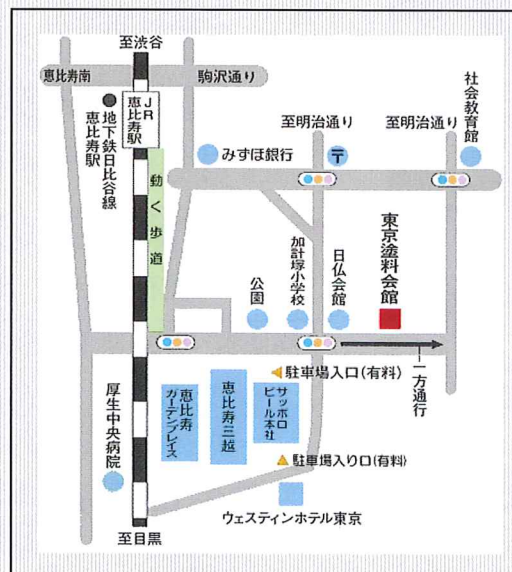 至渋谷
恵比寿南
駒沢通り
JR
恵比寿駅
地下鉄日比谷線
恵比寿駅
動く歩道
みずほ銀行
至明治通り
〒
至明治通り
社会教育館
公園
加計塚小学校
日仏会館
東京塗料会館
一方通行
駐車場入口(有料)
厚生中央病院
恵比寿
ガーデンプレイス
恵比寿三越
サッポロ
ビール本社
駐車場入り口(有料)
ウェスティンホテル東京
至目黒